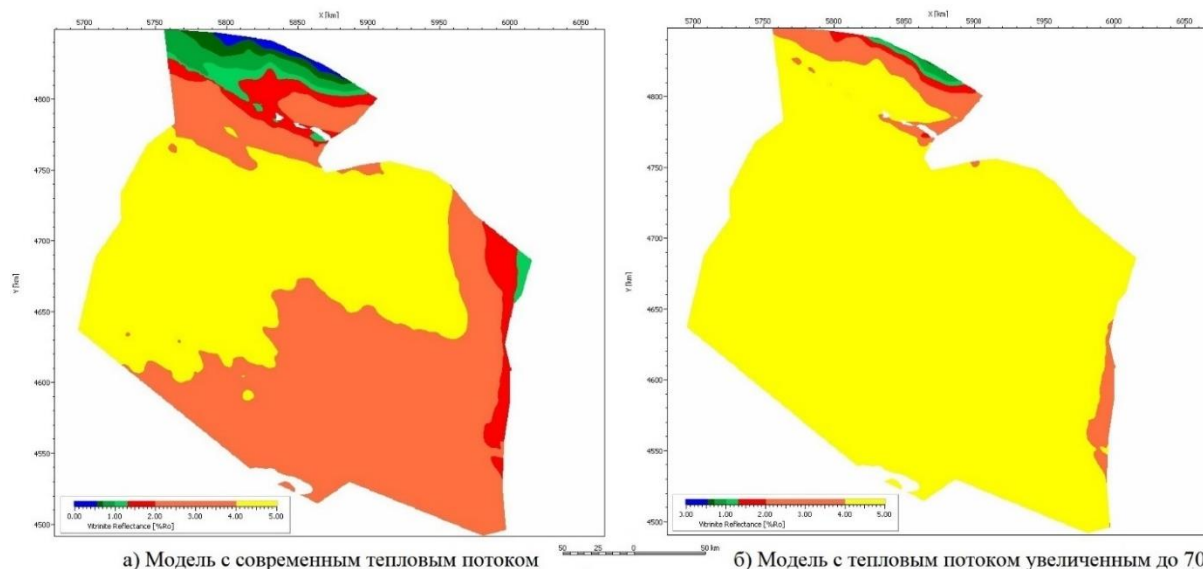 X [km]
5700 5750 5800 5850 5900 5950 6000 6050
Y [km]
4800
4750
4700
4650
4600
4550
4500
0.00 1.00 2.00 3.00 4.00 5.00
Vitrinite Reflectance [%Ro]
а) Модель с современным тепловым потоком
X [km]
5700 5750 5800 5850 5900 5950 6000 6050
Y [km]
4800
4750
4700
4650
4600
4550
4500
3.00 1.00 2.00 3.00 4.00 5.00
Vitrinite Reflectance [%Ro]
50 25 0 50 km
б) Модель с тепловым потоком увеличенным до 70